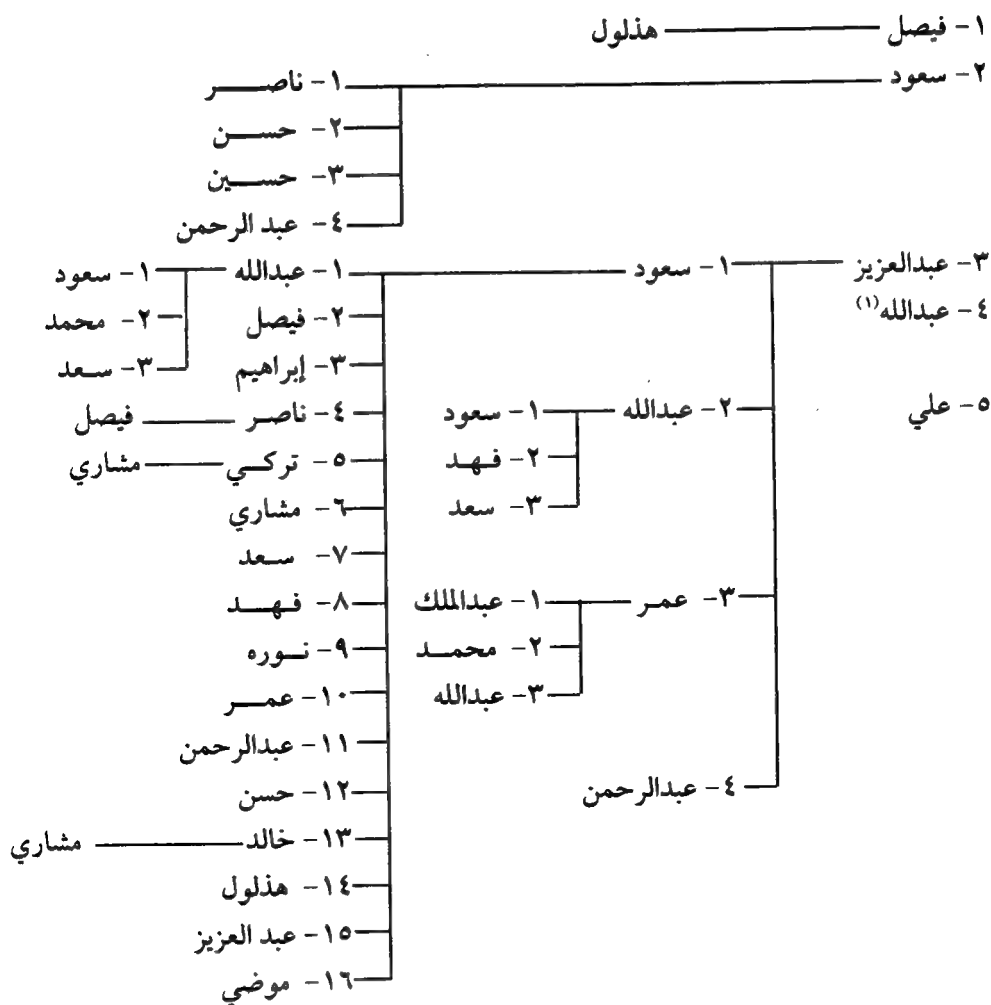 ١- فيصل هذلول
٢- سعود ١- ناصر
٢- حسن
٣- حسين
٤- عبد الرحمن
٣- عبدالعزيز ١- سعود ١- عبدالله ١- سعود
٤- عبدالله(١) ٢- فيصل ٢- محمد
٣- إبراهيم ٣- سعد
٥- علي ٢- عبدالله ١- سعود ٤- ناصر فيصل
٢- فهد ٥- تركي مشاري
٣- سعد ٦- مشاري
٧- سعد
٣- عمر ١- عبدالملك ٨- فهد
٢- محمد ٩- نوره
٣- عبدالله ١٠- عمر
١١- عبدالرحمن
٤- عبدالرحمن ١٢- حسن
١٣- خالد مشاري
١٤- هذلول
١٥- عبد العزيز
١٦- موضي